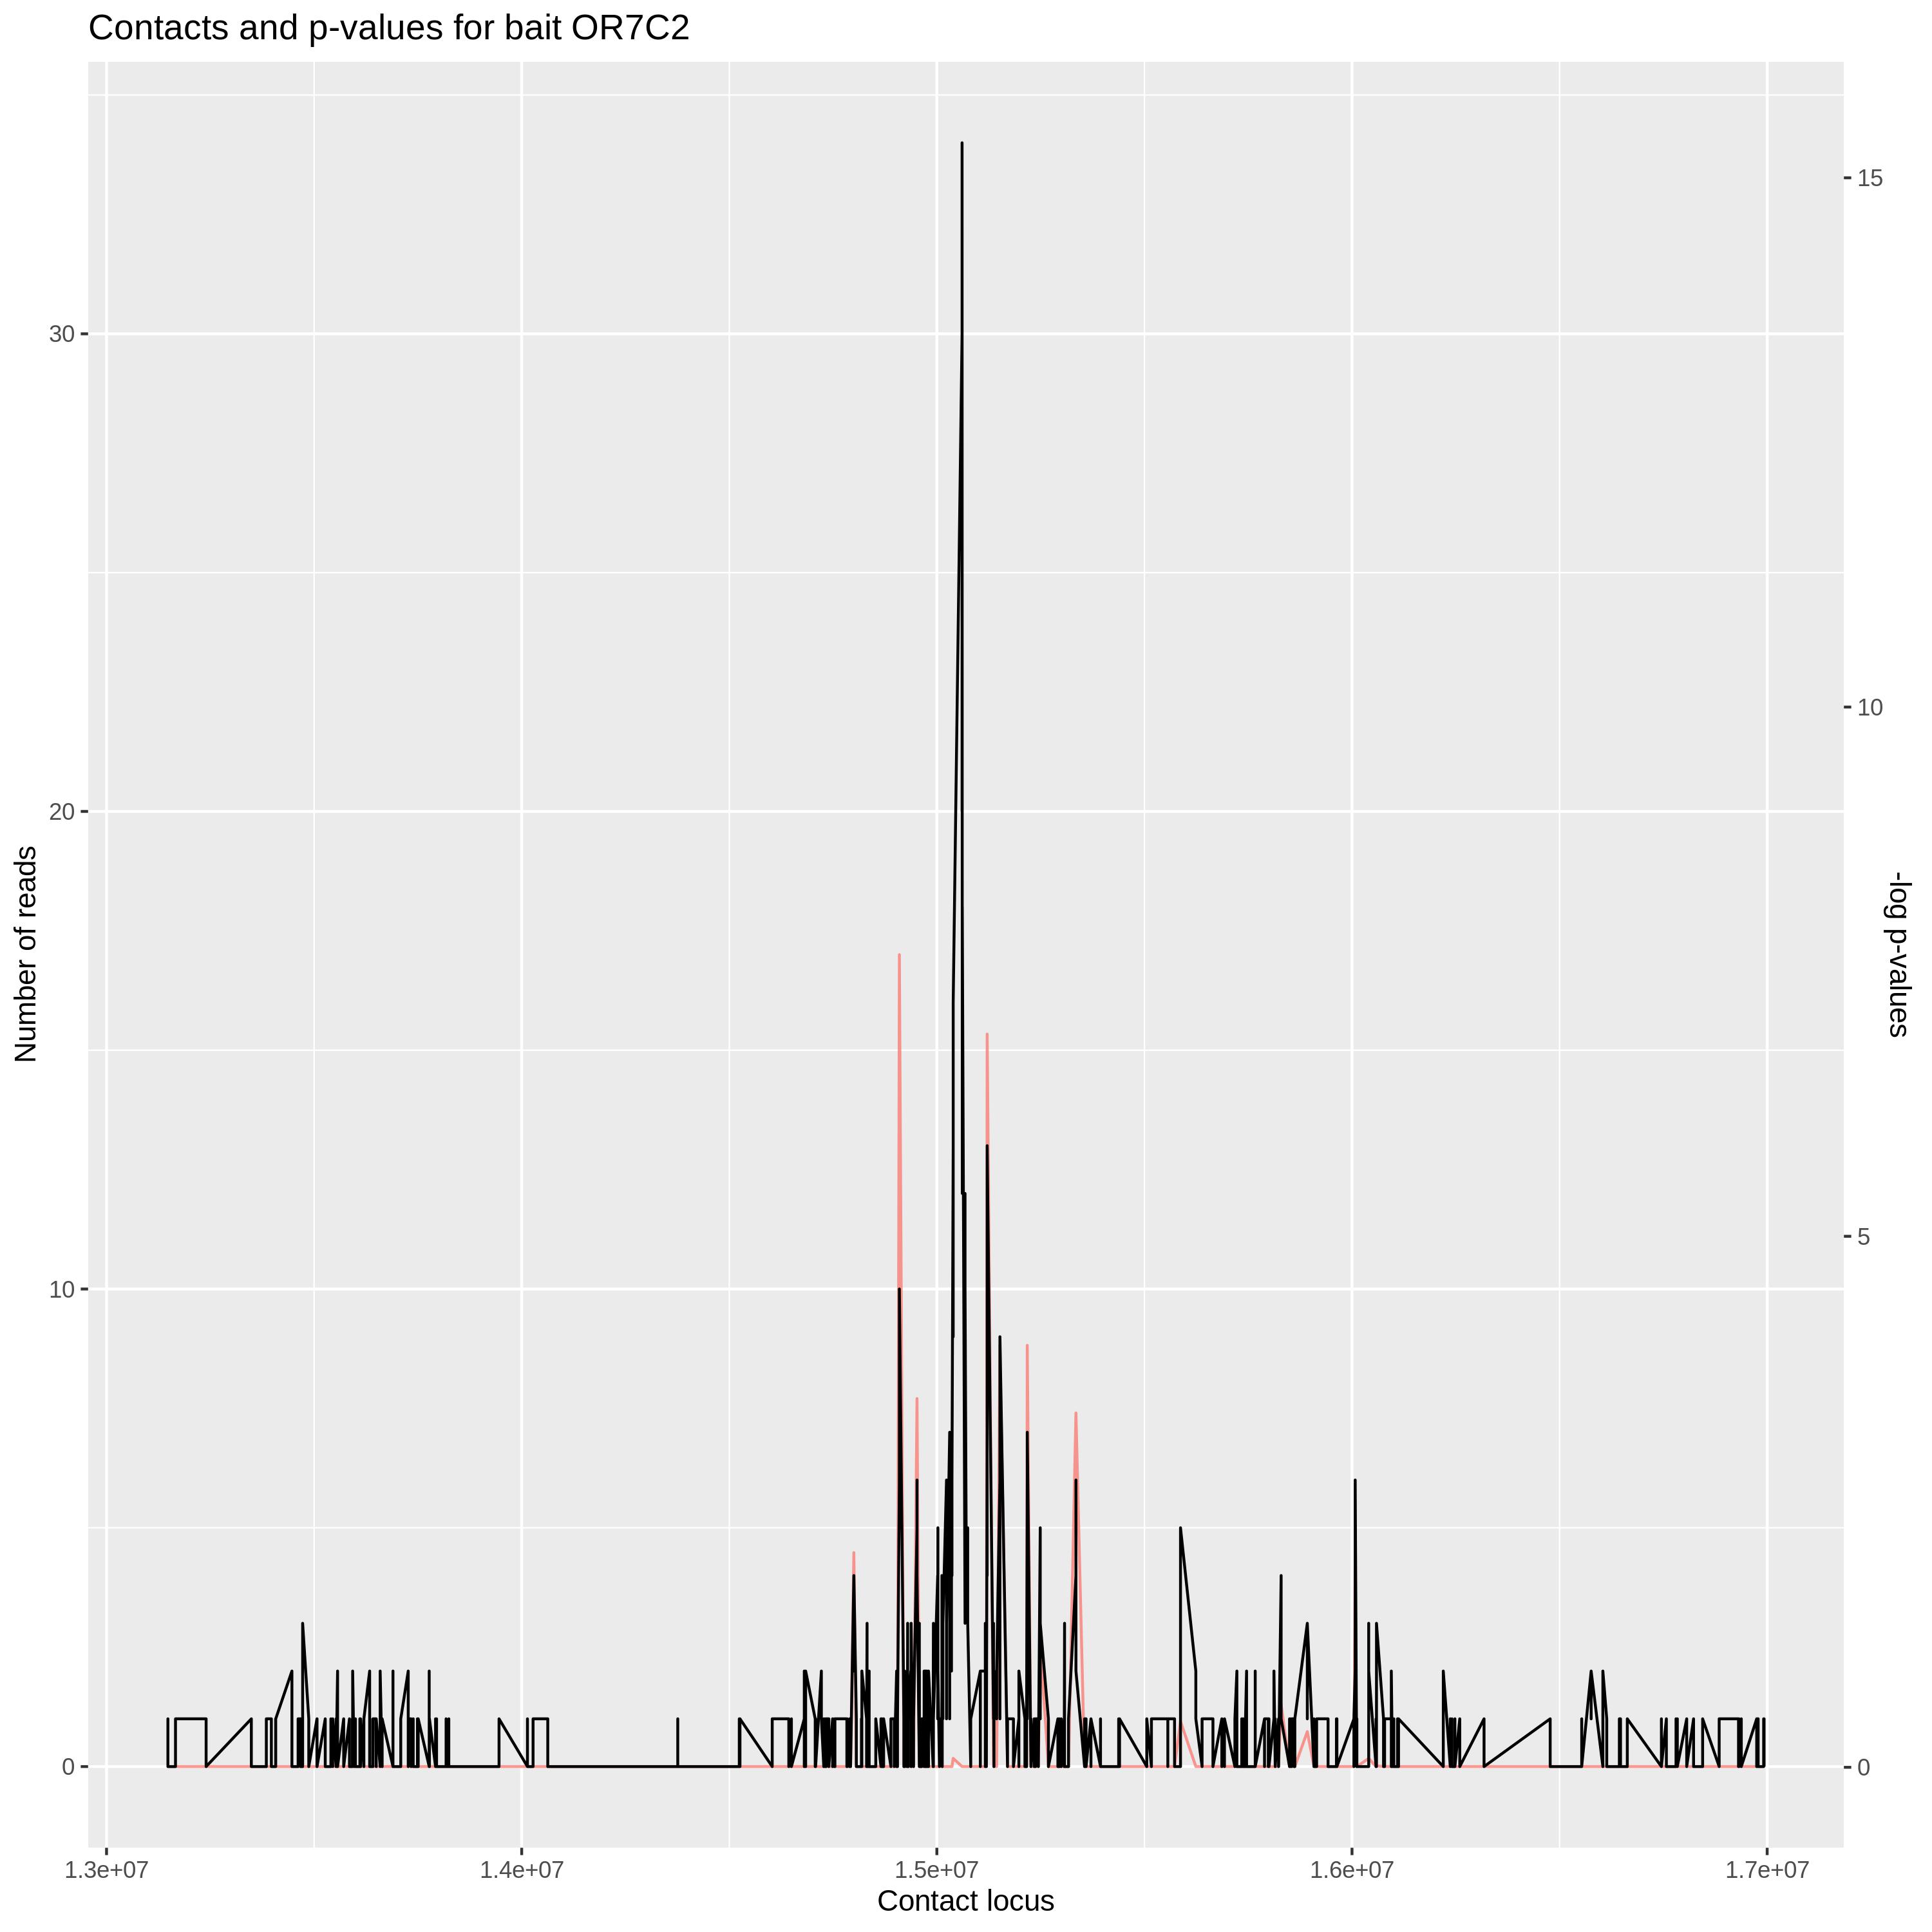 Contacts and p-values for bait OR7C2
30
20
10
0
Number of reads
15
10
5
0
-log p-values
1.3e+07 1.4e+07 1.5e+07 1.6e+07 1.7e+07
Contact locus